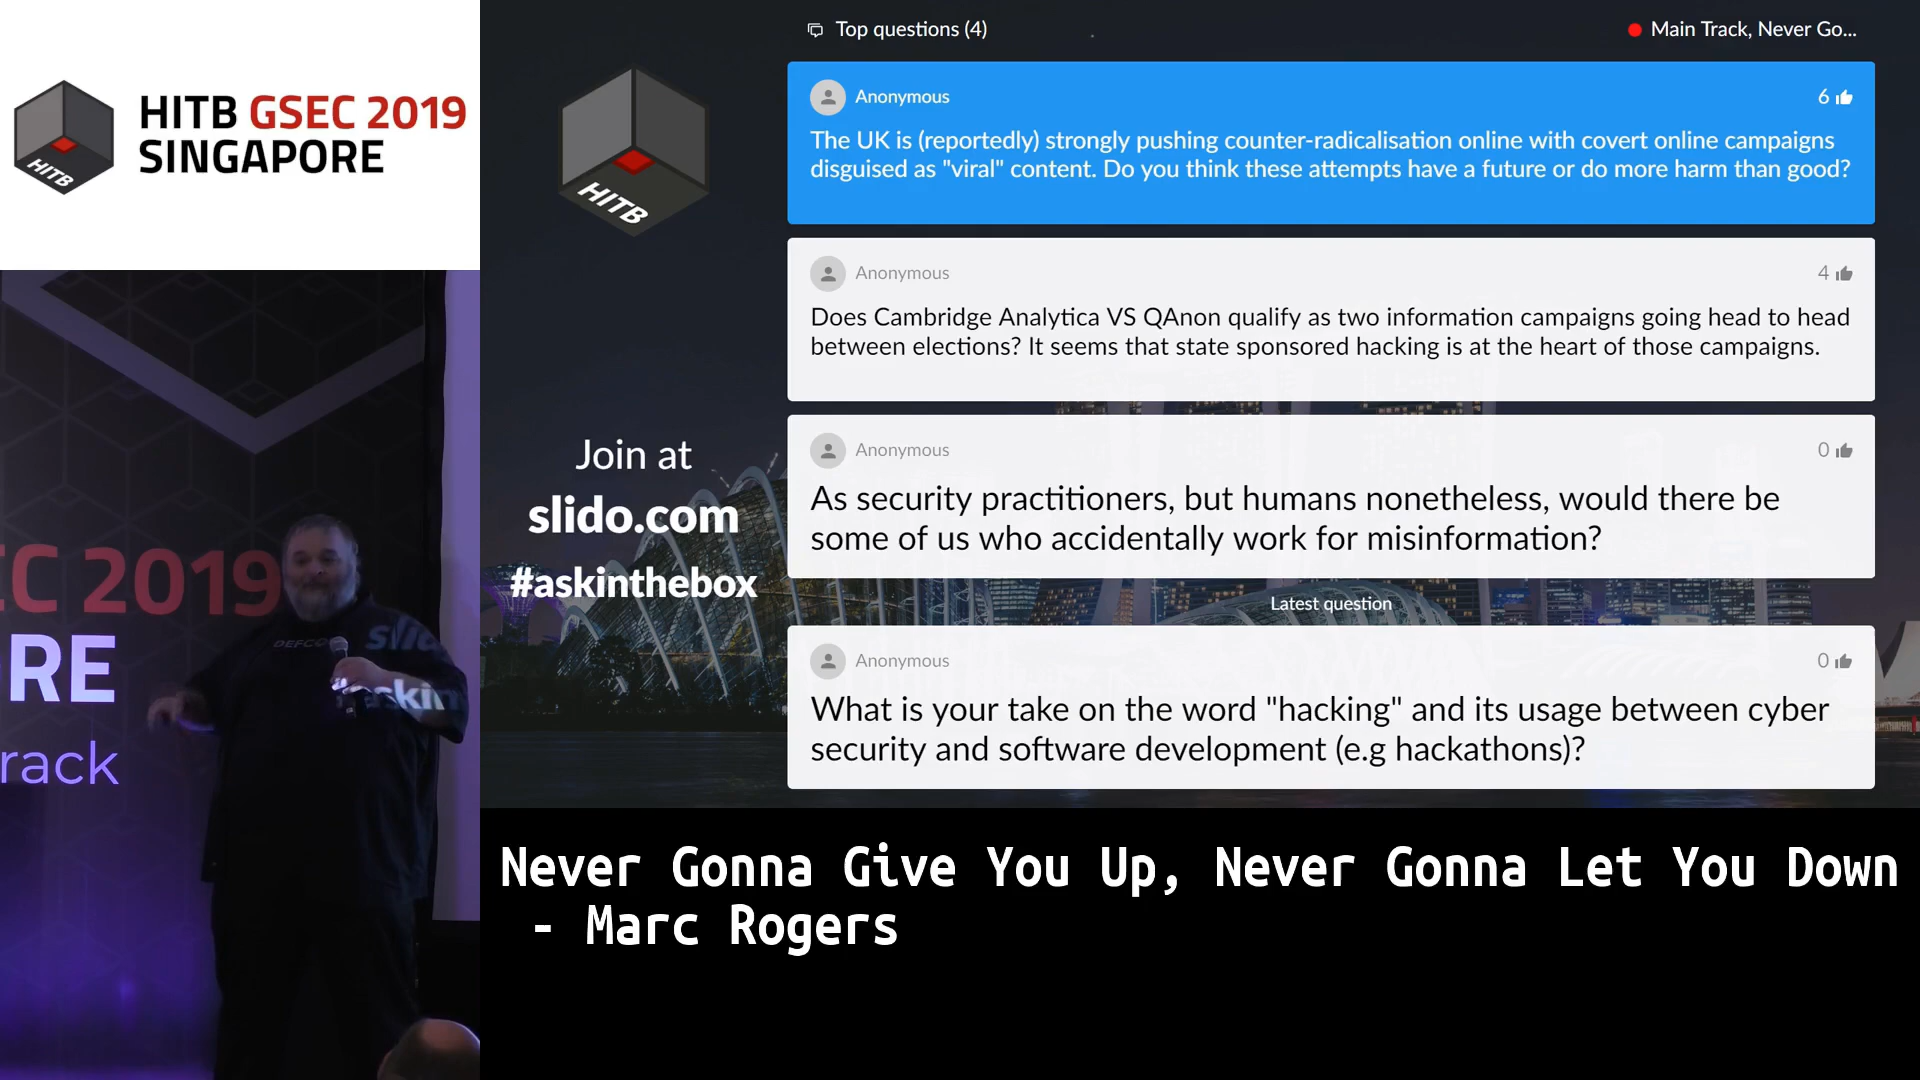 HITB GSEC 2019
SINGAPORE
HITB
EC 2019
RE
rack
DEFCO
slido
#askin
HITB
Join at
slido.com
#askinthebox
Top questions (4)
Main Track, Never Go...
Anonymous
6
The UK is (reportedly) strongly pushing counter-radicalisation online with covert online campaigns
disguised as "viral" content. Do you think these attempts have a future or do more harm than good?
Anonymous
4
Does Cambridge Analytica VS QAnon qualify as two information campaigns going head to head
between elections? It seems that state sponsored hacking is at the heart of those campaigns.
Anonymous
0
As security practitioners, but humans nonetheless, would there be
some of us who accidentally work for misinformation?
Latest question
Anonymous
0
What is your take on the word "hacking" and its usage between cyber
security and software development (e.g hackathons)?
Never Gonna Give You Up, Never Gonna Let You Down
- Marc Rogers